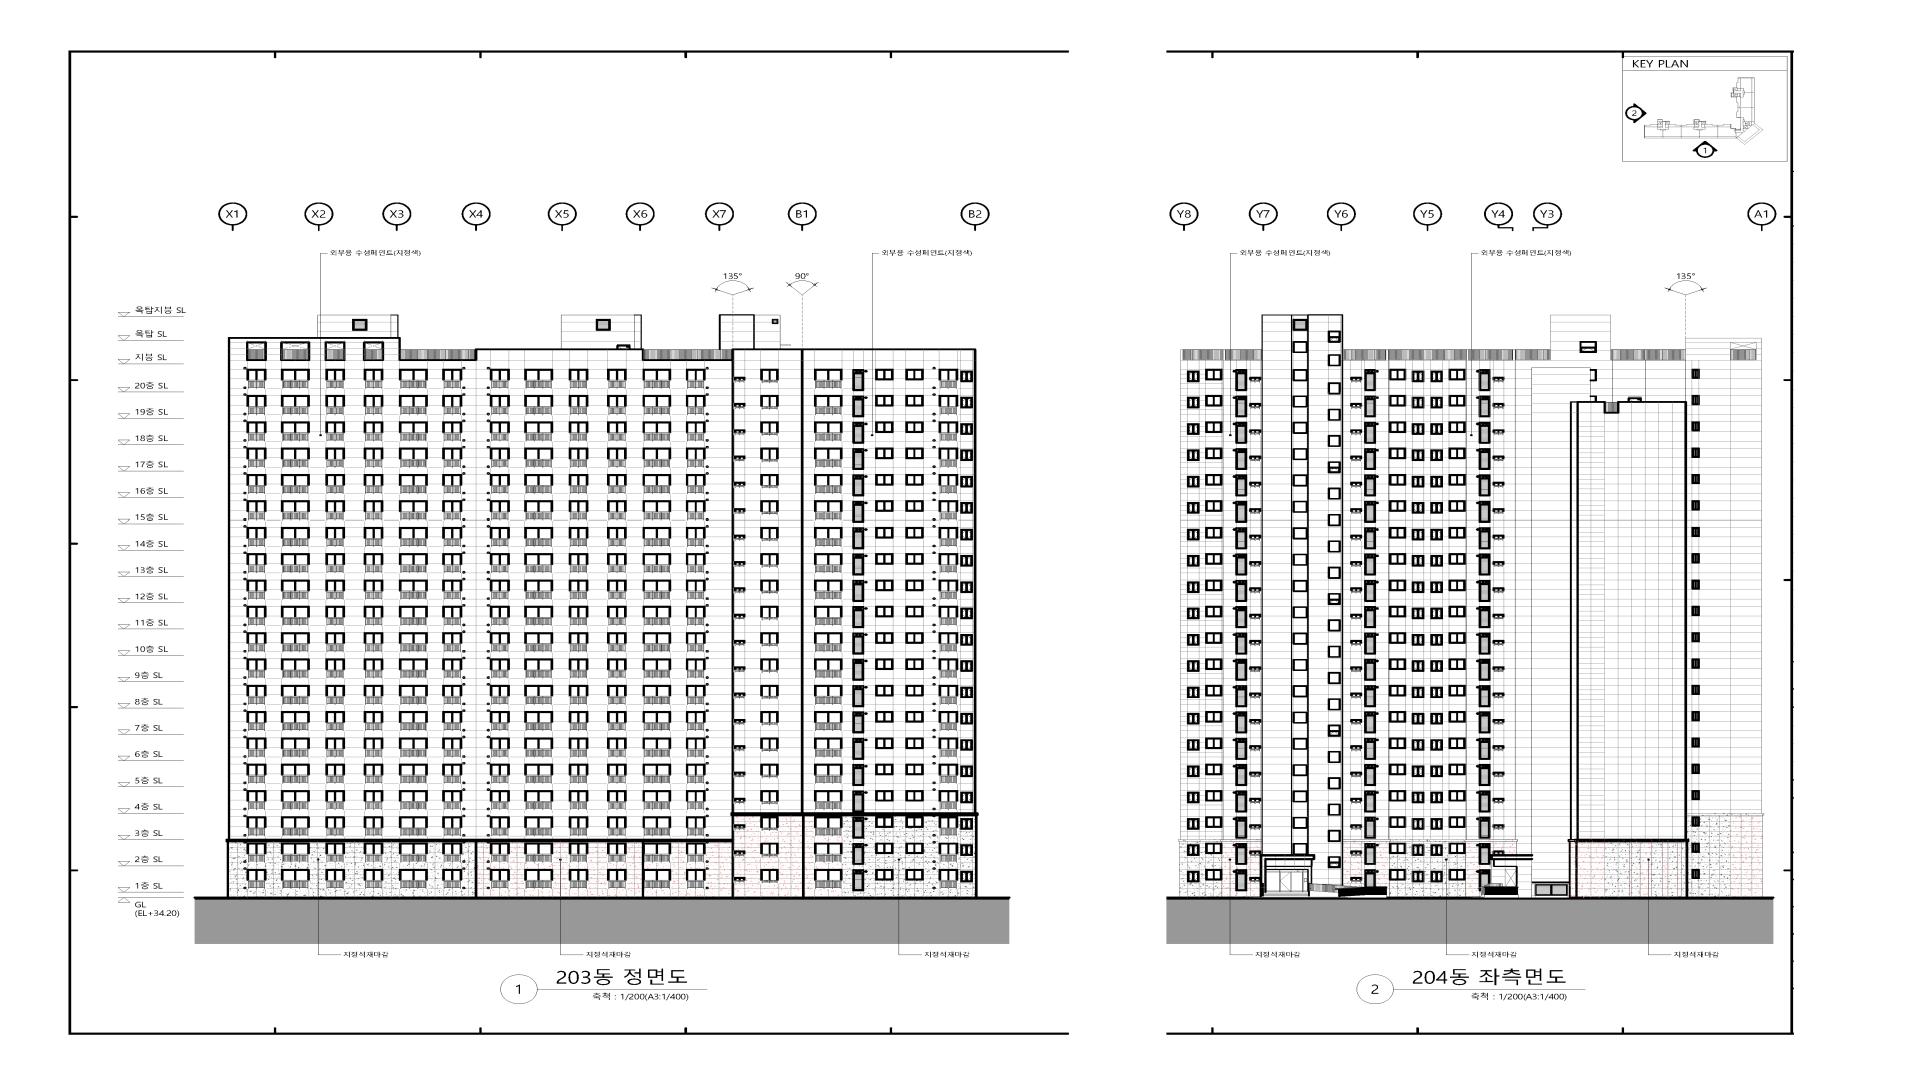 KEY PLAN
2
1
X1 X2 X3 X4 X5 X6 X7 B1 B2
Y8 Y7 Y6 Y5 Y4 Y3 A1
외부용 수성페인트(지정색)
외부용 수성페인트(지정색)
외부용 수성페인트(지정색)
외부용 수성페인트(지정색)
135°
90°
135°
옥탑지붕 SL
옥탑 SL
지붕 SL
20층 SL
19층 SL
18층 SL
17층 SL
16층 SL
15층 SL
14층 SL
13층 SL
12층 SL
11층 SL
10층 SL
9층 SL
8층 SL
7층 SL
6층 SL
5층 SL
4층 SL
3층 SL
2층 SL
1층 SL
GL
(EL+34.20)
지정석재마감
지정석재마감
지정석재마감
지정석재마감
지정석재마감
지정석재마감
1 203동 정면도
축척 : 1/200(A3:1/400)
2 204동 좌측면도
축척 : 1/200(A3:1/400)